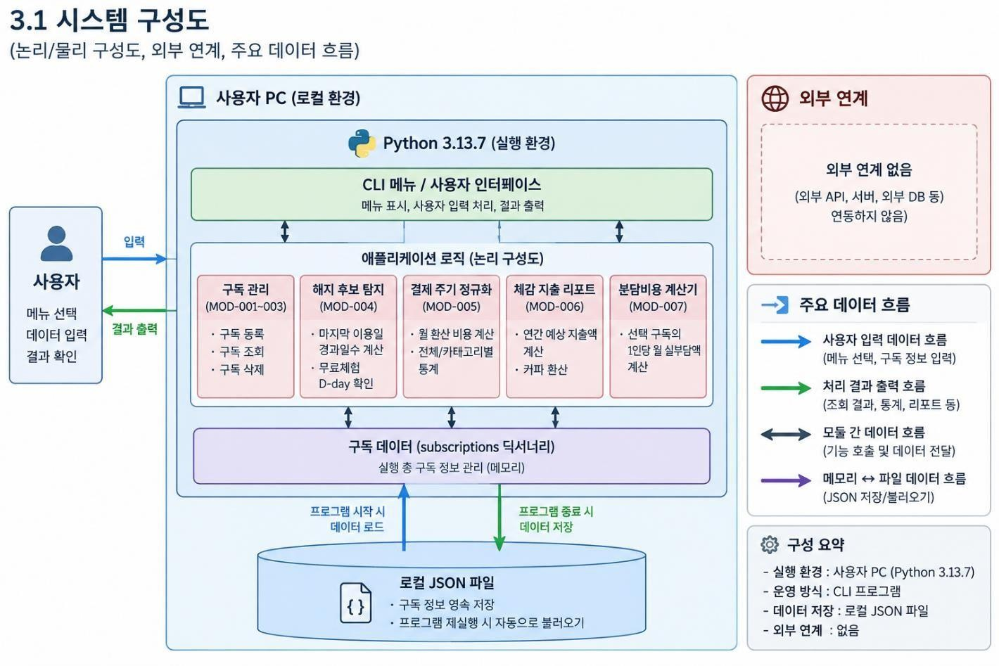 3.1 시스템 구성도
(논리/물리 구성도, 외부 연계, 주요 데이터 흐름)
사용자
메뉴 선택
데이터 입력
결과 확인
입력
결과 출력
사용자 PC (로컬 환경)
Python 3.13.7 (실행 환경)
CLI 메뉴 / 사용자 인터페이스
메뉴 표시, 사용자 입력 처리, 결과 출력
애플리케이션 로직 (논리 구성도)
구독 관리
(MOD-001~003)
· 구독 등록
· 구독 조회
· 구독 삭제
해지 후보 탐지
(MOD-004)
· 마지막 이용일
경과일수 계산
· 무료체험
D-day 확인
결제 주기 정규화
(MOD-005)
· 월 환산 비용 계산
· 전체/카테고리별
통계
체감 지출 리포트
(MOD-006)
· 연간 예상 지출액
계산
· 커파 환산
분담비용 계산기
(MOD-007)
· 선택 구독의
1인당 월 실부담액
계산
구독 데이터 (subscriptions 딕서너리)
실행 총 구독 정보 관리 (메모리)
프로그램 시작 시
데이터 로드
프로그램 종료 시
데이터 저장
로컬 JSON 파일
· 구독 정보 영속 저장
· 프로그램 재실행 시 자동으로 불러오기
외부 연계
외부 연계 없음
(외부 API, 서버, 외부 DB 동)
연동하지 않음)
주요 데이터 흐름
사용자 입력 데이터 흐름
(메뉴 선택, 구독 정보 입력)
처리 결과 출력 흐름
(조회 결과, 통계, 리포트 동)
모둘 간 데이터 흐름
(기능 호출 및 데이터 전달)
메모리 ↔ 파일 데이터 흐름
(JSON 저장/불러오기)
구성 요약
- 실행 환경 : 사용자 PC (Python 3.13.7)
- 운영 방식 : CLI 프로그램
- 데이터 저장 : 로컬 JSON 파일
- 외부 연계 : 없음